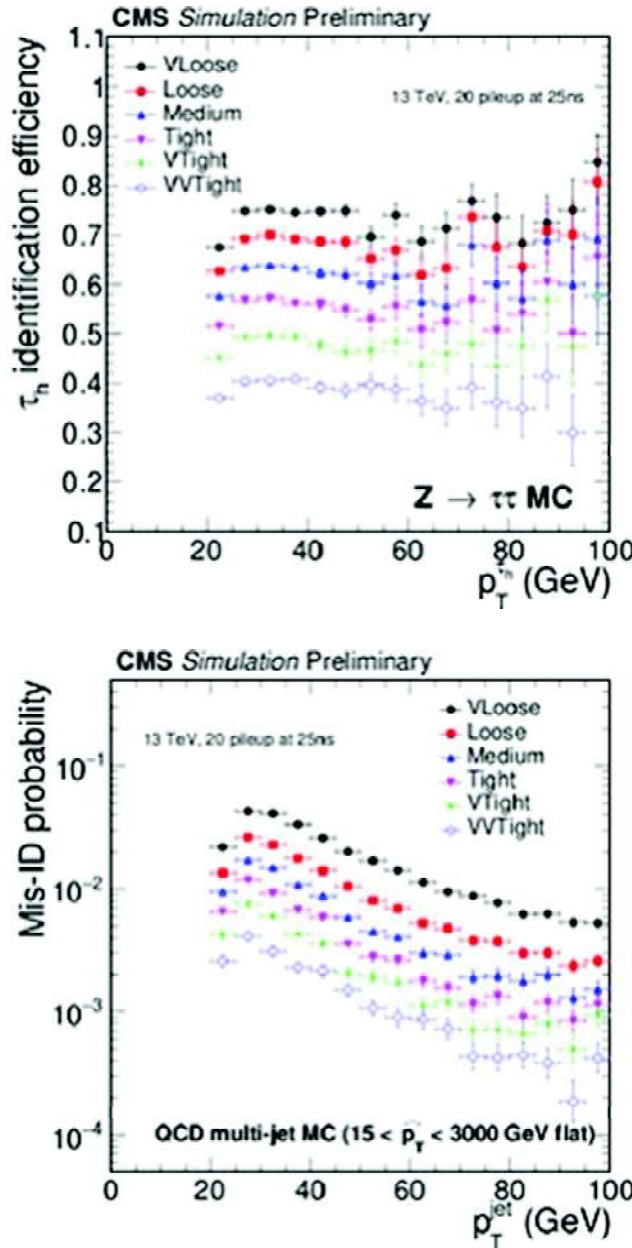 CMS Simulation Preliminary
1.1
1
0.9
0.8
0.7
0.6
0.5
0.4
0.3
0.2
0.1
τh identification efficiency
VLoose
Loose
Medium
Tight
VTight
VVTight
13 TeV, 20 pileup at 25ns
Z → ττ MC
0 20 40 60 80 100
pTτh (GeV)
CMS Simulation Preliminary
Mis-ID probability
10−1
10−2
10−3
10−4
13 TeV, 20 pileup at 25ns
VLoose
Loose
Medium
Tight
VTight
VVTight
QCD multi-jet MC (15 < p̂T < 3000 GeV flat)
0 20 40 60 80 100
pTjet (GeV)